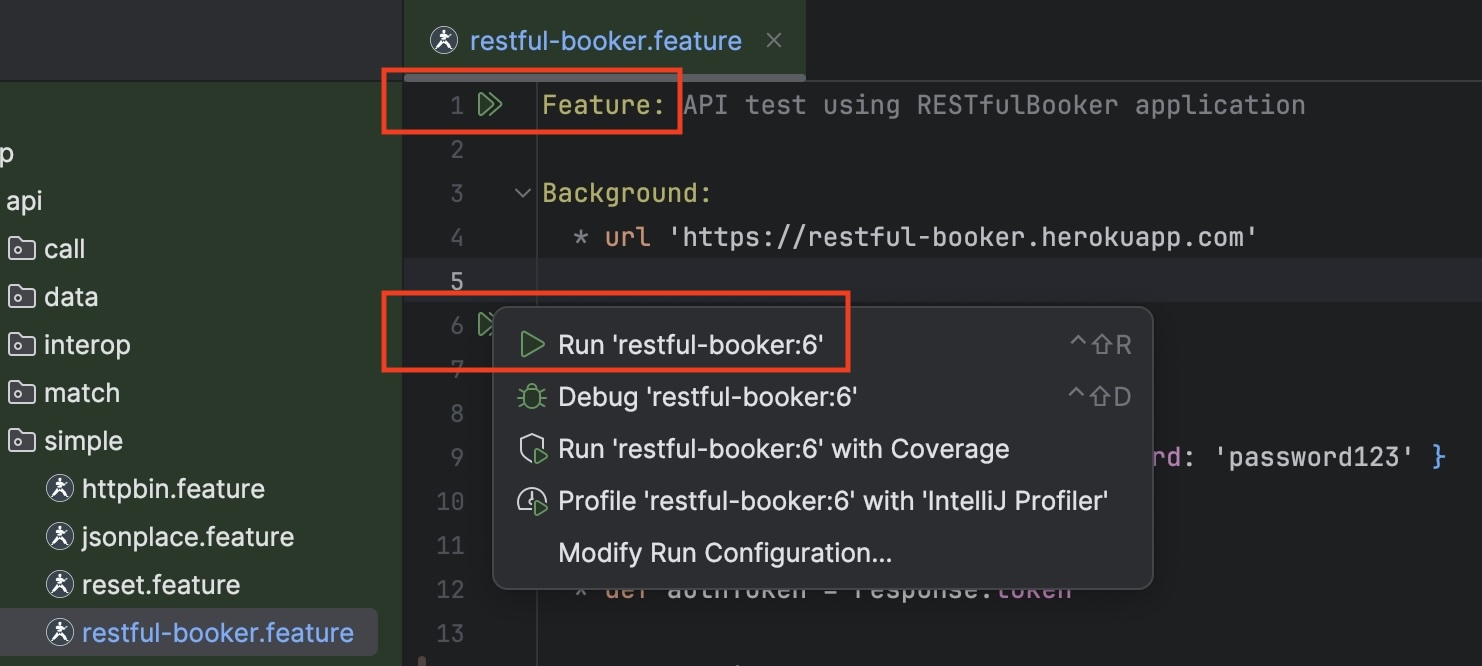 restful-booker.feature
p
api
call
data
interop
match
simple
httpbin.feature
jsonplace.feature
reset.feature
restful-booker.feature
1 Feature: API test using RESTfulBooker application
2
3 Background:
4 * url 'https://restful-booker.herokuapp.com'
5
6
7
8
9 rd: 'password123' }
10
11
12 * def authToken = response.token
13
Run 'restful-booker:6' ^⇧R
Debug 'restful-booker:6' ^⇧D
Run 'restful-booker:6' with Coverage
Profile 'restful-booker:6' with 'IntelliJ Profiler'
Modify Run Configuration...